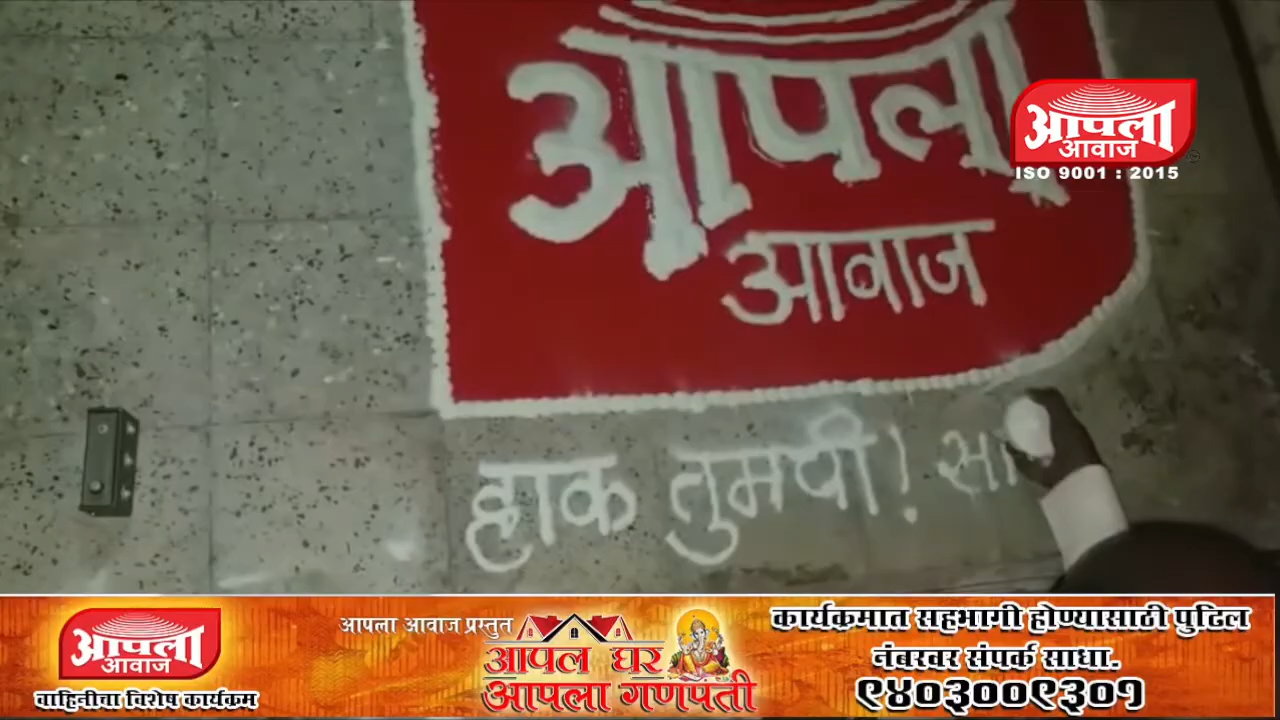 आपला
आवाज
हाक तुमची! सा
आपला
आवाज
ISO 9001 : 2015
आपला
आवाज
वाहिनीचा विशेष कार्यक्रम
आपला आवाज प्रस्तुत
आपलं घर
आपला गणपती
कार्यक्रमात सहभागी होण्यासाठी पुढिल
नंबरवर संपर्क साधा.
९४०३००९३०१